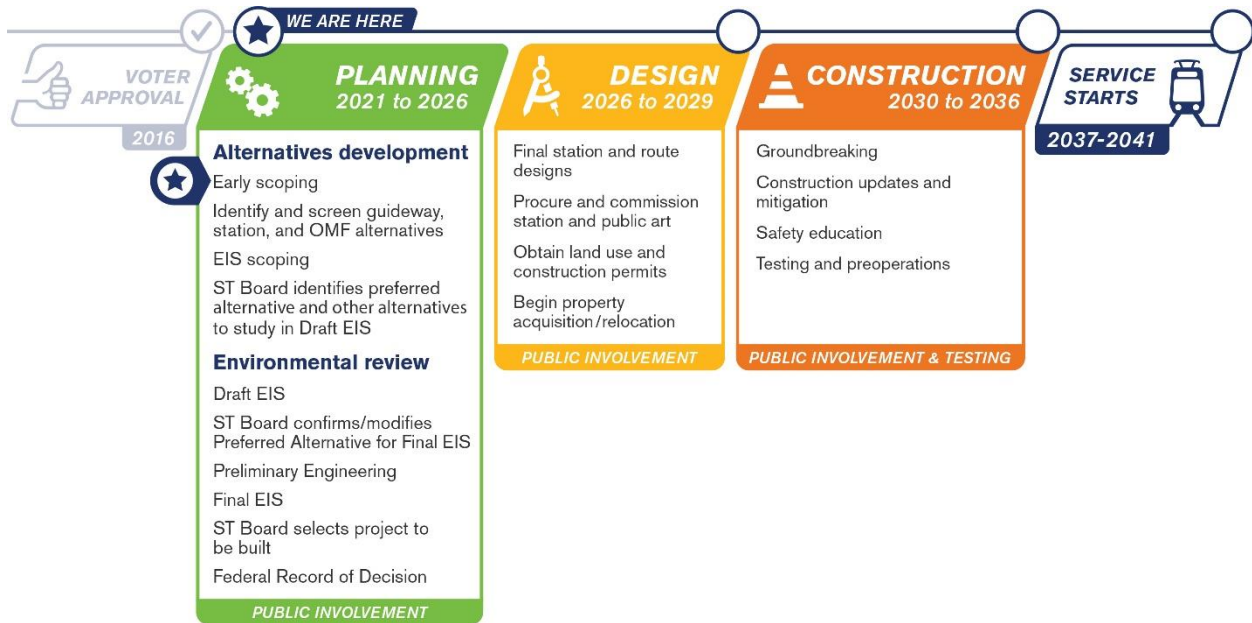 WE ARE HERE
VOTER
APPROVAL
2016
PLANNING
2021 to 2026
Alternatives development
Early scoping
Identify and screen guideway,
station, and OMF alternatives
EIS scoping
ST Board identifies preferred
alternative and other alternatives
to study in Draft EIS
Environmental review
Draft EIS
ST Board confirms/modifies
Preferred Alternative for Final EIS
Preliminary Engineering
Final EIS
ST Board selects project to
be built
Federal Record of Decision
PUBLIC INVOLVEMENT
DESIGN
2026 to 2029
Final station and route
designs
Procure and commission
station and public art
Obtain land use and
construction permits
Begin property
acquisition/relocation
PUBLIC INVOLVEMENT
CONSTRUCTION
2030 to 2036
Groundbreaking
Construction updates and
mitigation
Safety education
Testing and preoperations
PUBLIC INVOLVEMENT & TESTING
SERVICE
STARTS
2037-2041